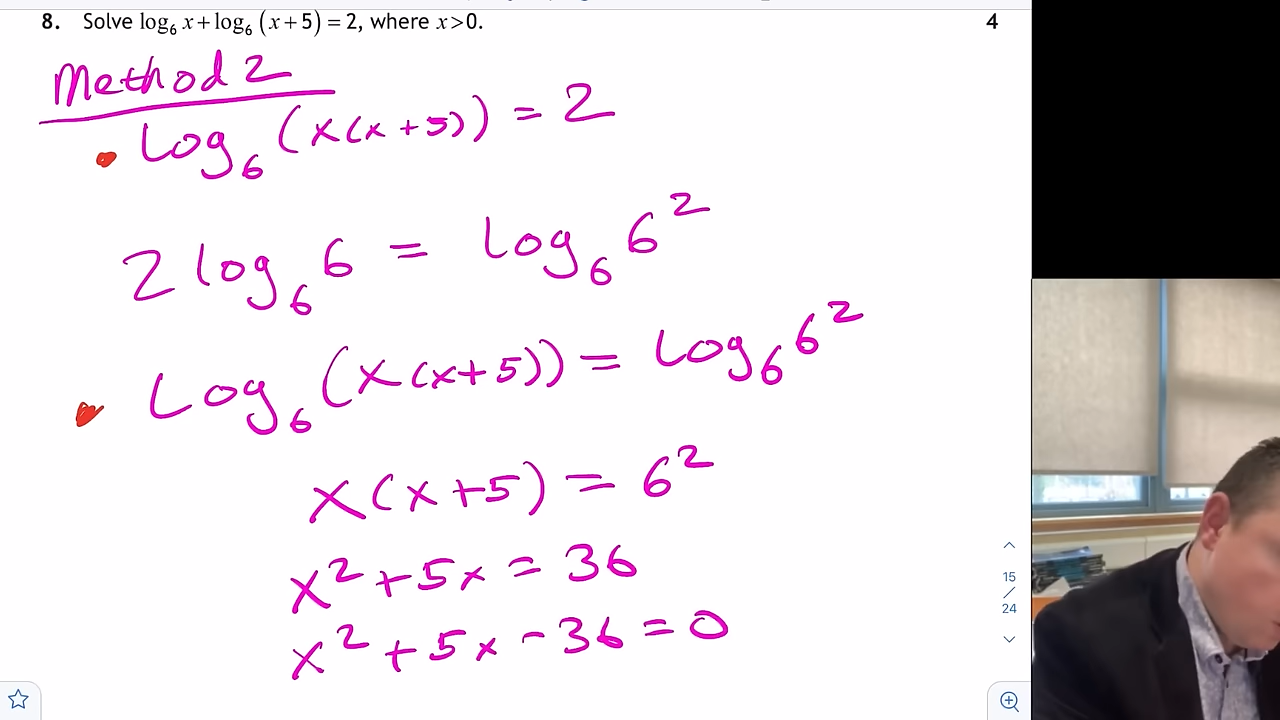 8. Solve log₆ x + log₆ (x + 5) = 2, where x > 0. 4
Method 2
log₆ (x(x + 5)) = 2
2 log₆ 6 = log₆ 6²
log₆ (x(x + 5)) = log₆ 6²
x(x + 5) = 6²
x² + 5x = 36
x² + 5x - 36 = 0
15
/
24